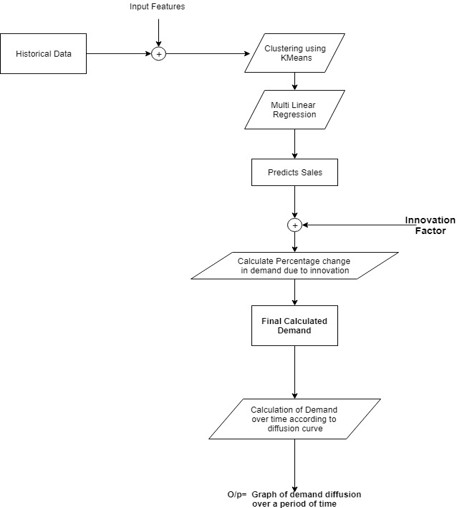 Input Features
Historical Data
+
Clustering using
KMeans
Multi Linear
Regression
Predicts Sales
+
Innovation
Factor
Calculate Percentage change
in demand due to innovation
Final Calculated
Demand
Calculation of Demand
over time according to
diffusion curve
O/p= Graph of demand diffusion
over a period of time